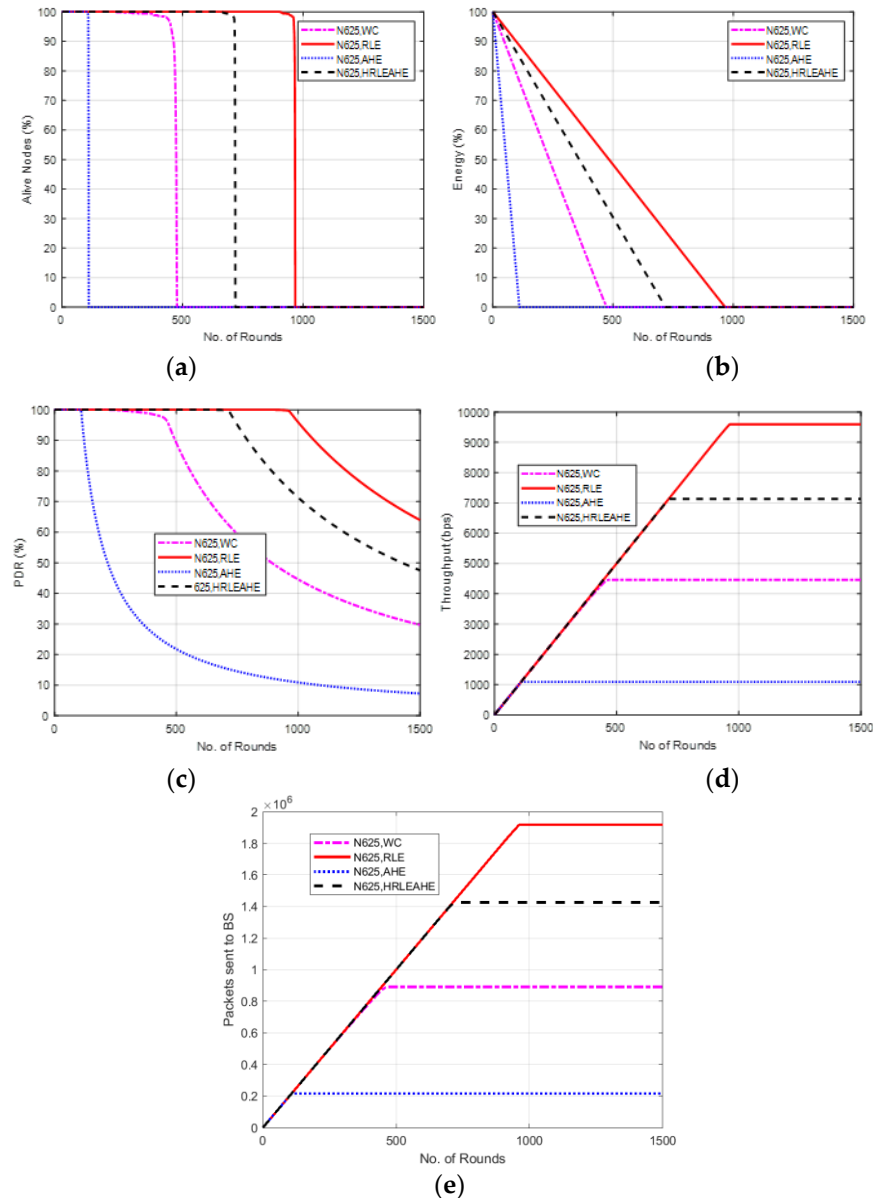 100
90
80
70
60
50
40
30
20
10
0
Alive Nodes (%)
N625,WC
N625,RLE
N625,AHE
N625,HRLEAHE
0 500 1000 1500
No. of Rounds
(a)
100
90
80
70
60
50
40
30
20
10
0
Energy (%)
N625,WC
N625,RLE
N625,AHE
N625,HRLEAHE
0 500 1000 1500
No. of Rounds
(b)
100
90
80
70
60
50
40
30
20
10
0
PDR (%)
N625,WC
N625,RLE
N625,AHE
625,HRLEAHE
0 500 1000 1500
No. of Rounds
(c)
10000
9000
8000
7000
6000
5000
4000
3000
2000
1000
0
Throughput(bps)
N625,WC
N625,RLE
N625,AHE
N625,HRLEAHE
0 500 1000 1500
No of Rounds
(d)
×10⁶
2
1.8
1.6
1.4
1.2
1
0.8
0.6
0.4
0.2
0
Packets sent to BS
N625,WC
N625,RLE
N625,AHE
N625,HRLEAHE
0 500 1000 1500
No. of Rounds
(e)